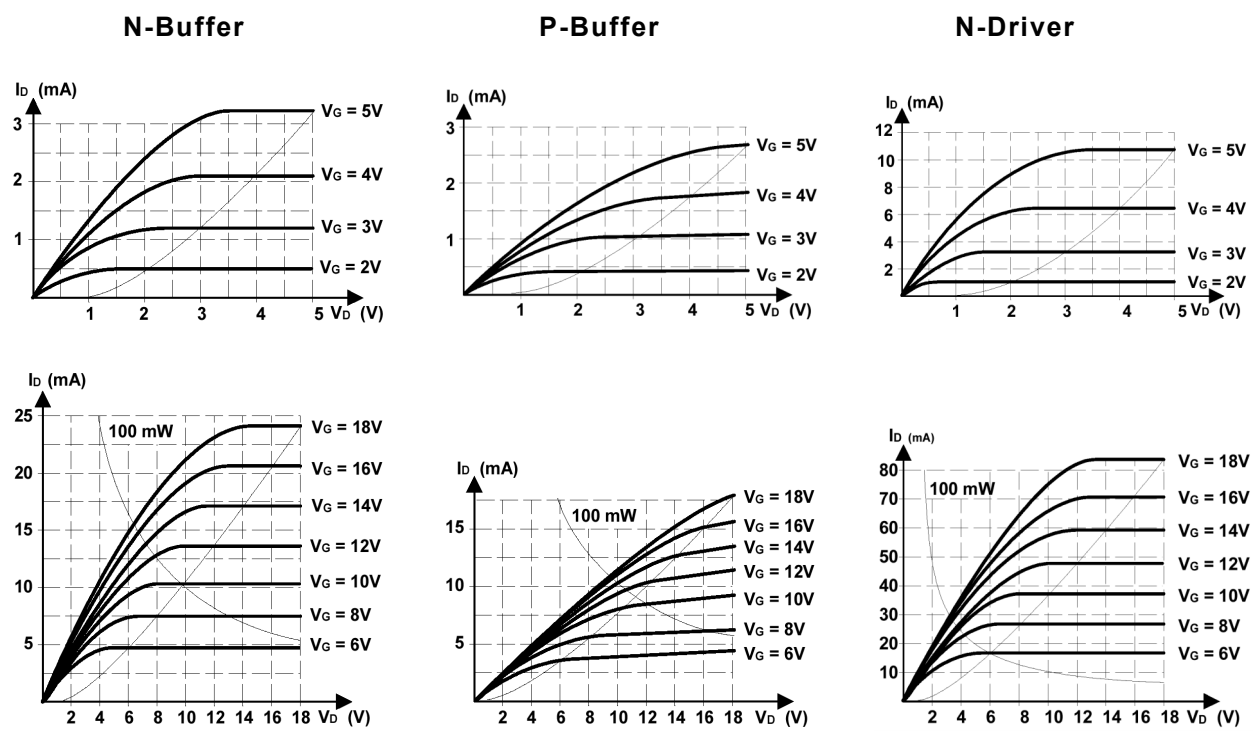 N-Buffer
P-Buffer
N-Driver
ID (mA)
3
2
1
VG = 5V
VG = 4V
VG = 3V
VG = 2V
1 2 3 4 5 VD (V)
ID (mA)
3
2
1
VG = 5V
VG = 4V
VG = 3V
VG = 2V
1 2 3 4 5 VD (V)
ID (mA)
12
10
8
6
4
2
VG = 5V
VG = 4V
VG = 3V
VG = 2V
1 2 3 4 5 VD (V)
ID (mA)
25
20
15
10
5
100 mW
VG = 18V
VG = 16V
VG = 14V
VG = 12V
VG = 10V
VG = 8V
VG = 6V
2 4 6 8 10 12 14 16 18 VD (V)
ID (mA)
15
10
5
100 mW
VG = 18V
VG = 16V
VG = 14V
VG = 12V
VG = 10V
VG = 8V
VG = 6V
2 4 6 8 10 12 14 16 18 VD (V)
ID (mA)
80
70
60
50
40
30
20
10
100 mW
VG = 18V
VG = 16V
VG = 14V
VG = 12V
VG = 10V
VG = 8V
VG = 6V
2 4 6 8 10 12 14 16 18 VD (V)